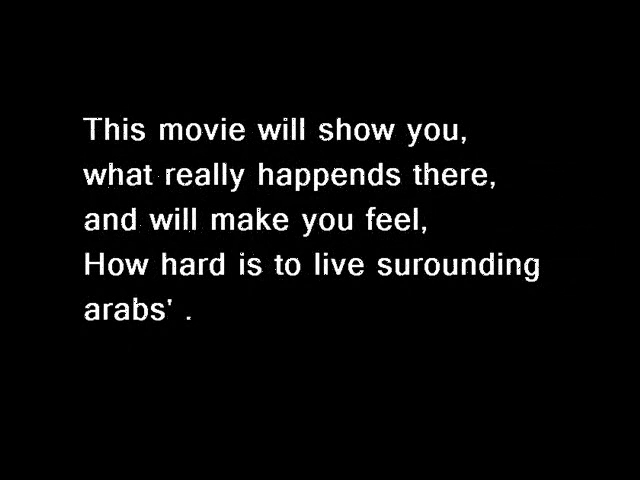 This movie will show you,
what really happends there,
and will make you feel,
How hard is to live surounding
arabs' .